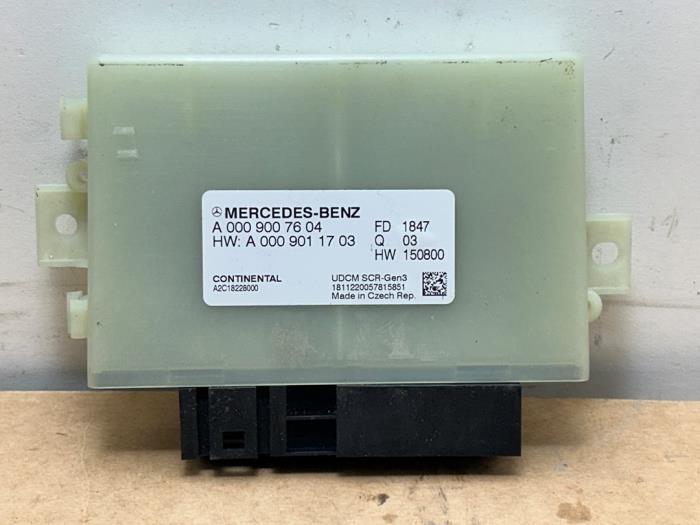 MERCEDES-BENZ
A 000 900 76 04 FD 1847
HW: A 000 901 17 03 Q 03
HW 150800
CONTINENTAL UDCM SCR-Gen3
A2C18228000 1811220057815851
Made in Czech Rep.